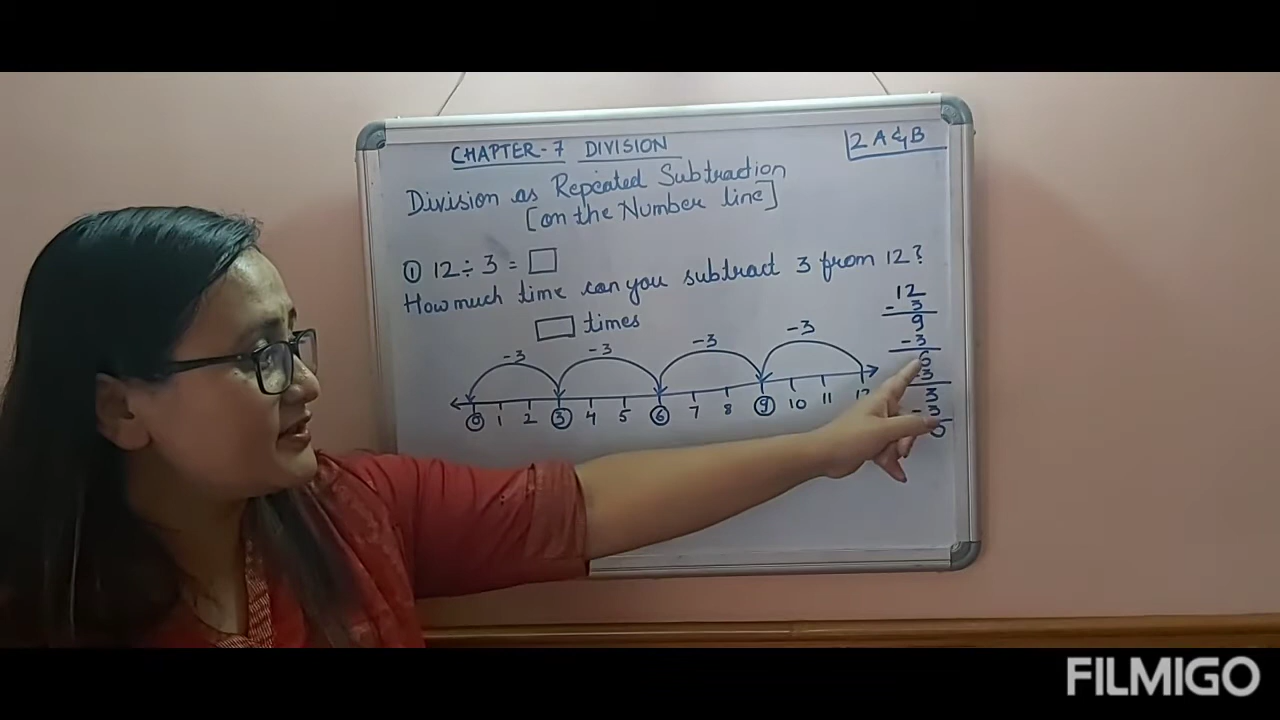 CHAPTER-7 DIVISION
2 A & B
Division as Repeated Subtraction
[on the Number line]
① 12 ÷ 3 = □
How much time can you subtract 3 from 12?
□ times
12
- 3
9
- 3
6
3
3
- 3
0
-3 -3 -3 -3
0 1 2 3 4 5 6 7 8 9 10 11 12
FILMIGO